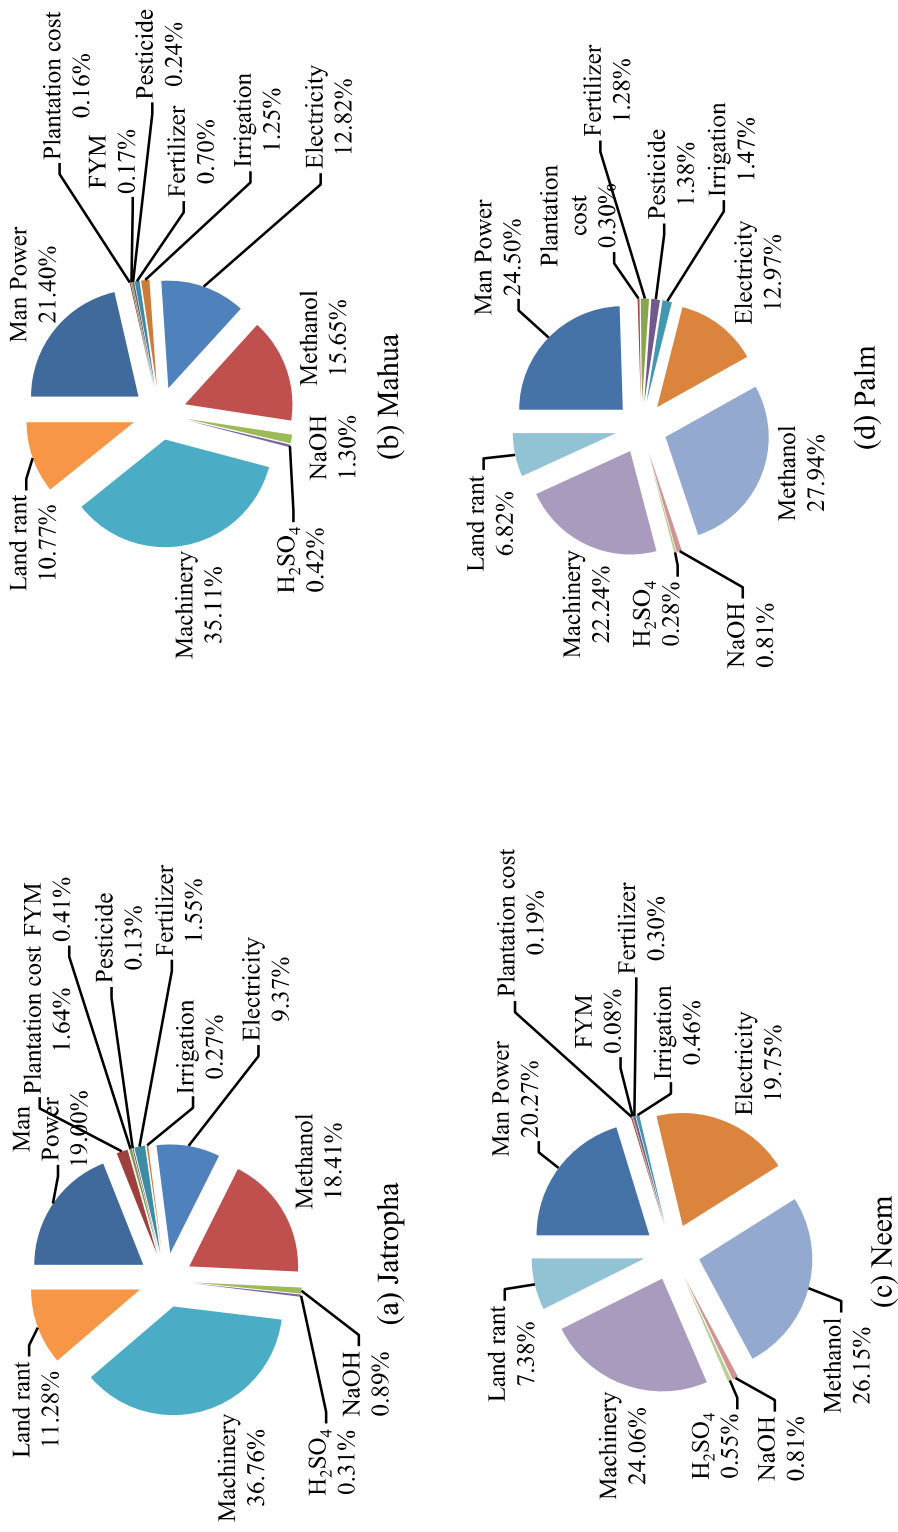 Man
Power
19.00%
Plantation cost
1.64%
FYM
0.41%
Pesticide
0.13%
Fertilizer
1.55%
Irrigation
0.27%
Electricity
9.37%
Methanol
18.41%
NaOH
0.89%
H₂SO₄
0.31%
Machinery
36.76%
Land rant
11.28%
(a) Jatropha
Man Power
21.40%
Plantation cost
0.16%
FYM
0.17%
Pesticide
0.24%
Fertilizer
0.70%
Irrigation
1.25%
Electricity
12.82%
Methanol
15.65%
NaOH
1.30%
H₂SO₄
0.42%
Machinery
35.11%
Land rant
10.77%
(b) Mahua
Man Power
20.27%
Plantation cost
0.19%
FYM
0.08%
Fertilizer
0.30%
Irrigation
0.46%
Electricity
19.75%
Methanol
26.15%
NaOH
0.81%
H₂SO₄
0.55%
Machinery
24.06%
Land rant
7.38%
(c) Neem
Man Power
24.50%
Plantation
cost
0.30%
Fertilizer
1.28%
Pesticide
1.38%
Irrigation
1.47%
Electricity
12.97%
Methanol
27.94%
NaOH
0.81%
H₂SO₄
0.28%
Machinery
22.24%
Land rant
6.82%
(d) Palm